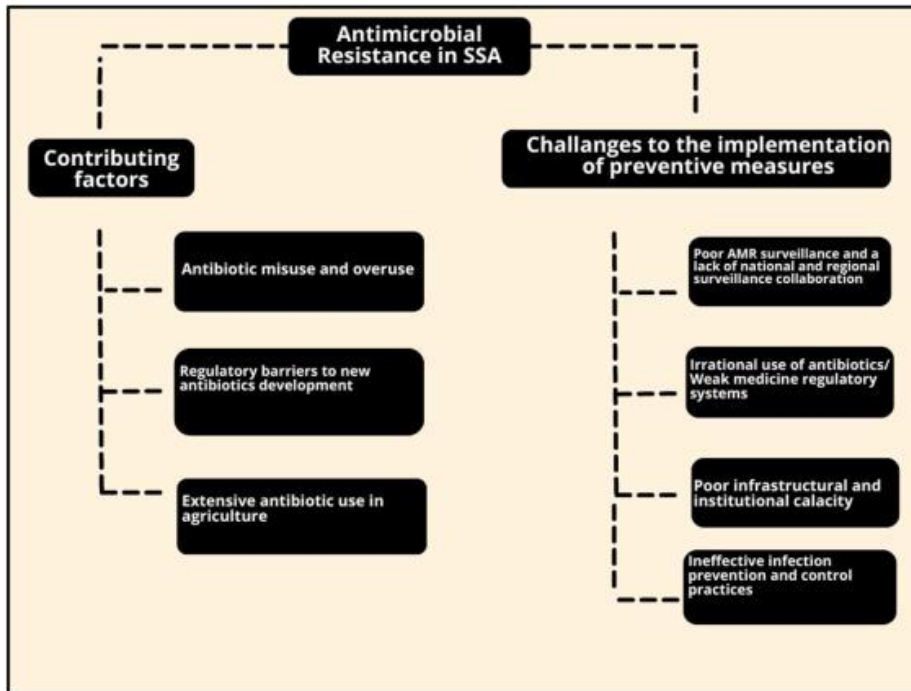 Antimicrobial
Resistance in SSA
Contributing
factors
Antibiotic misuse and overuse
Regulatory barriers to new
antibiotics development
Extensive antibiotic use in
agriculture
Challanges to the implementation
of preventive measures
Poor AMR surveillance and a
lack of national and regional
surveillance collaboration
Irrational use of antibiotics/
Weak medicine regulatory
systems
Poor infrastructural and
institutional calacity
Ineffective infection
prevention and control
practices